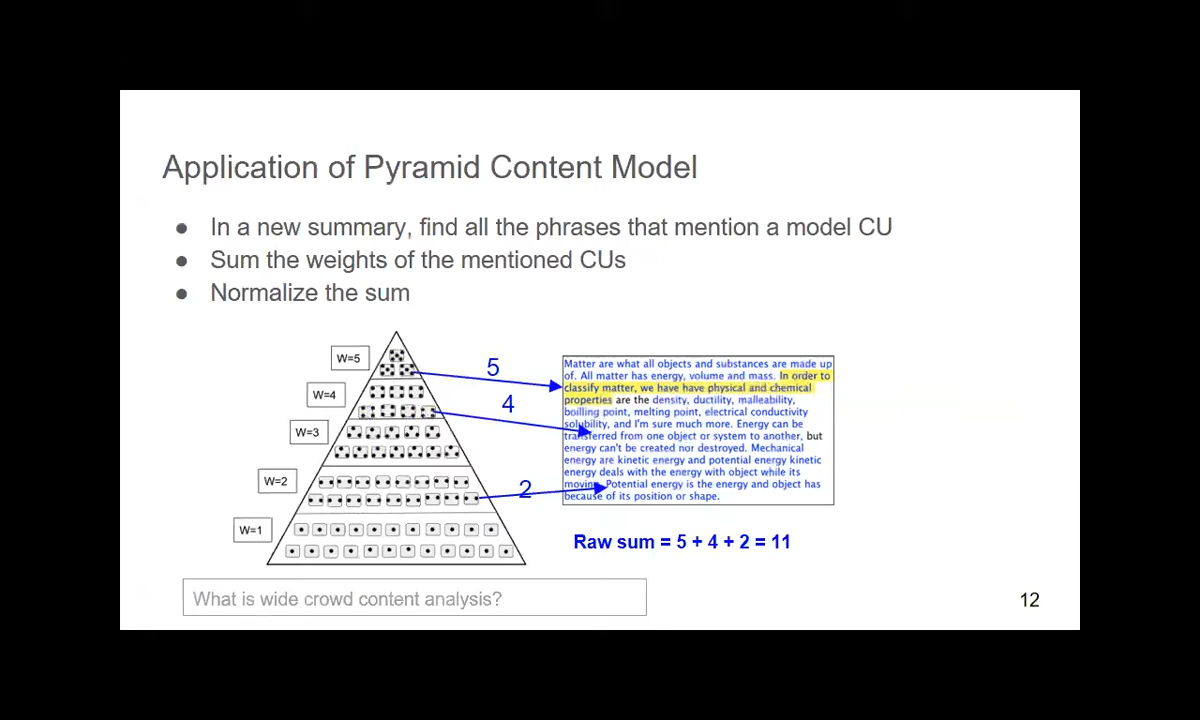 Application of Pyramid Content Model
● In a new summary, find all the phrases that mention a model CU
● Sum the weights of the mentioned CUs
● Normalize the sum
W=5
W=4
W=3
W=2
W=1
5
4
2
Matter are what all objects and substances are made up
of. All matter has energy, volume and mass. In order to
classify matter, we have have physical and chemical
properties are the density, ductility, malleability,
boilling point, melting point, electrical conductivity
solubility, and I'm sure much more. Energy can be
transferred from one object or system to another, but
energy can't be created nor destroyed. Mechanical
energy are kinetic energy and potential energy kinetic
energy deals with the energy with object while its
moving. Potential energy is the energy and object has
because of its position or shape.
Raw sum = 5 + 4 + 2 = 11
What is wide crowd content analysis?
12